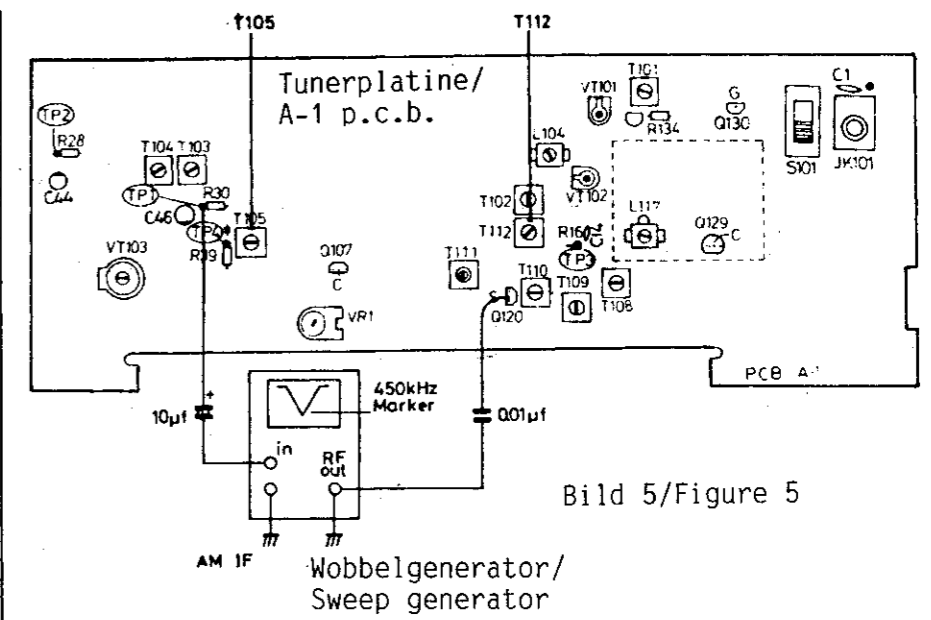 T105
T112
Tunerplatine/
A-1 p.c.b.
TP2
R28
C44
T104
T103
TP1
R30
C46
TP4
T105
R29
VT103
Q107
C
VR1
T111
L104
T102
T112
VT101
T101
R134
VT102
G
Q130
C1
S101
JK101
L117
Q129
C
R160
C14
TP3
T110
T109
T108
S
Q120
PCB A-1
10μf
+
450kHz
Marker
in
RF
out
0.01μf
AM IF
Bild 5/Figure 5
Wobbelgenerator/
Sweep generator